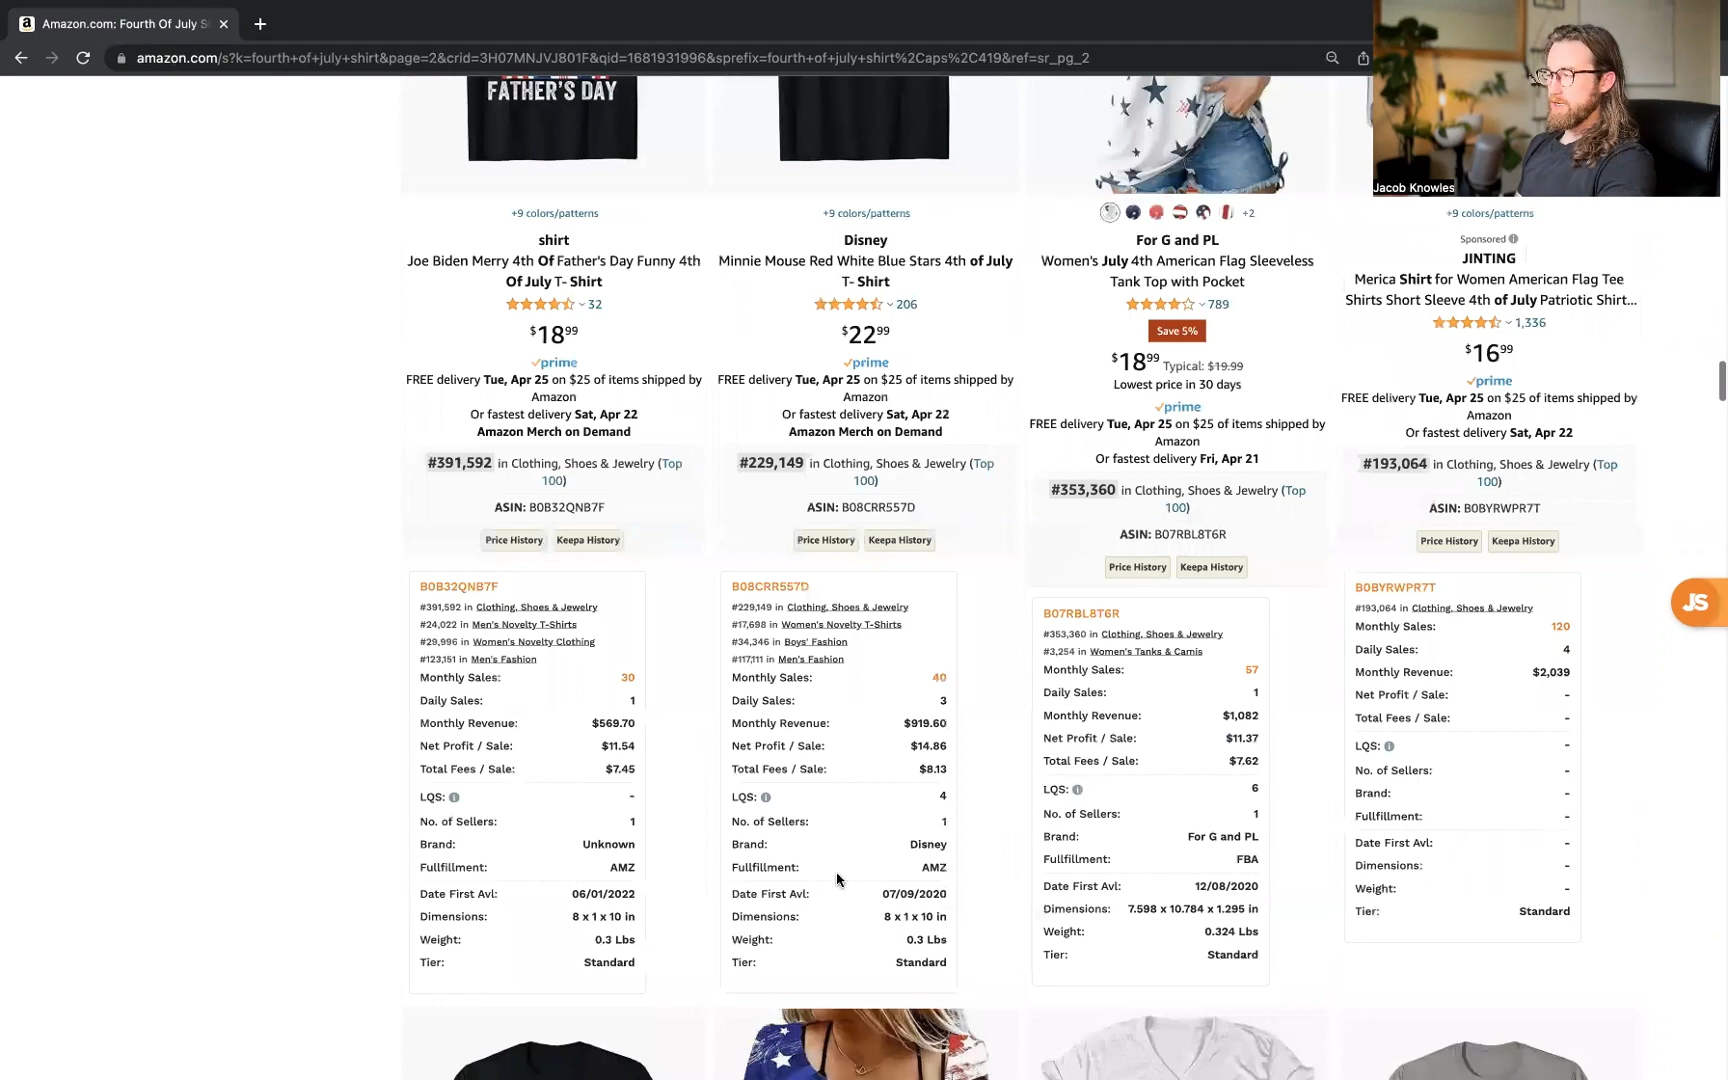 Amazon.com: Fourth Of July S
amazon.com/s?k=fourth+of+july+shirt&page=2&crid=3H07MNJVJ801F&qid=1681931996&sprefix=fourth+of+july+shirt%2Caps%2C419&ref=sr_pg_2
Jacob Knowles
FATHER'S DAY
+9 colors/patterns
shirt
Joe Biden Merry 4th Of Father's Day Funny 4th
Of July T- Shirt
32
$18.99
prime
FREE delivery Tue, Apr 25 on $25 of items shipped by
Amazon
Or fastest delivery Sat, Apr 22
Amazon Merch on Demand
#391,592 in Clothing, Shoes & Jewelry (Top
100)
ASIN: B0B32QNB7F
Price History Keepa History
B0B32QNB7F
#391,592 in Clothing, Shoes & Jewelry
#24,022 in Men's Novelty T-Shirts
#29,996 in Women's Novelty Clothing
#123,151 in Men's Fashion
Monthly Sales: 30
Daily Sales: 1
Monthly Revenue: $569.70
Net Profit / Sale: $11.54
Total Fees / Sale: $7.45
LQS: -
No. of Sellers: 1
Brand: Unknown
Fullfillment: AMZ
Date First Avl: 06/01/2022
Dimensions: 8 x 1 x 10 in
Weight: 0.3 Lbs
Tier: Standard
+9 colors/patterns
Disney
Minnie Mouse Red White Blue Stars 4th of July
T- Shirt
206
$22.99
prime
FREE delivery Tue, Apr 25 on $25 of items shipped by
Amazon
Or fastest delivery Sat, Apr 22
Amazon Merch on Demand
#229,149 in Clothing, Shoes & Jewelry (Top
100)
ASIN: B08CRR557D
Price History Keepa History
B08CRR557D
#229,149 in Clothing, Shoes & Jewelry
#17,698 in Women's Novelty T-Shirts
#34,346 in Boys' Fashion
#117,111 in Men's Fashion
Monthly Sales: 40
Daily Sales: 3
Monthly Revenue: $919.60
Net Profit / Sale: $14.86
Total Fees / Sale: $8.13
LQS: 4
No. of Sellers: 1
Brand: Disney
Fullfillment: AMZ
Date First Avl: 07/09/2020
Dimensions: 8 x 1 x 10 in
Weight: 0.3 Lbs
Tier: Standard
+2
For G and PL
Women's July 4th American Flag Sleeveless
Tank Top with Pocket
789
Save 5%
$18.99 Typical: $19.99
Lowest price in 30 days
prime
FREE delivery Tue, Apr 25 on $25 of items shipped by
Amazon
Or fastest delivery Fri, Apr 21
#353,360 in Clothing, Shoes & Jewelry (Top
100)
ASIN: B07RBL8T6R
Price History Keepa History
B07RBL8T6R
#353,360 in Clothing, Shoes & Jewelry
#3,254 in Women's Tanks & Camis
Monthly Sales: 57
Daily Sales: 1
Monthly Revenue: $1,082
Net Profit / Sale: $11.37
Total Fees / Sale: $7.62
LQS: 6
No. of Sellers: 1
Brand: For G and PL
Fullfillment: FBA
Date First Avl: 12/08/2020
Dimensions: 7.598 x 10.784 x 1.295 in
Weight: 0.324 Lbs
Tier: Standard
+9 colors/patterns
Sponsored
JINTING
Merica Shirt for Women American Flag Tee
Shirts Short Sleeve 4th of July Patriotic Shirt...
1,336
$16.99
prime
FREE delivery Tue, Apr 25 on $25 of items shipped by
Amazon
Or fastest delivery Sat, Apr 22
#193,064 in Clothing, Shoes & Jewelry (Top
100)
ASIN: B0BYRWPR7T
Price History Keepa History
B0BYRWPR7T
#193,064 in Clothing, Shoes & Jewelry
Monthly Sales: 120
Daily Sales: 4
Monthly Revenue: $2,039
Net Profit / Sale: -
Total Fees / Sale: -
LQS: -
No. of Sellers: -
Brand: -
Fullfillment: -
Date First Avl: -
Dimensions: -
Weight: -
Tier: Standard
JS